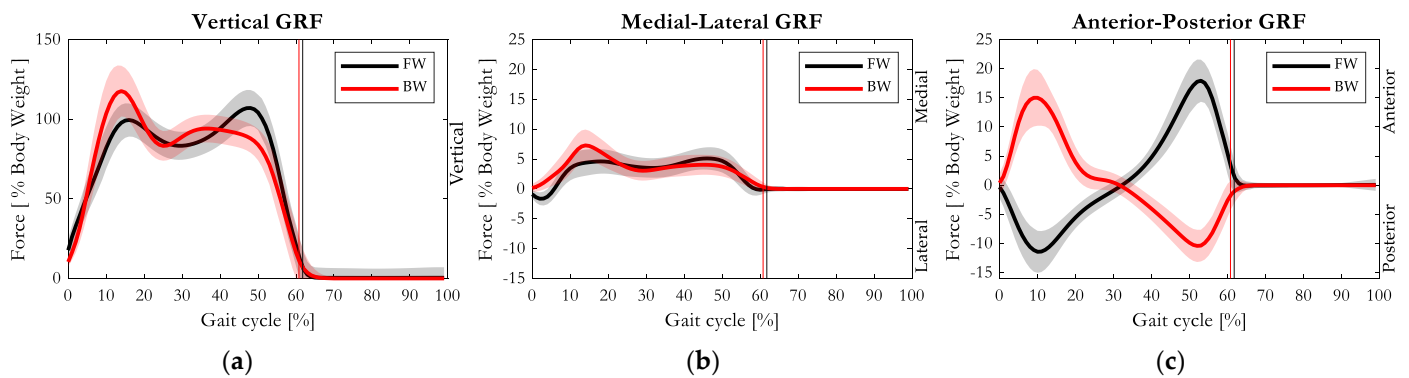 Vertical GRF
150
100
50
0
Force [ % Body Weight ]
0 10 20 30 40 50 60 70 80 90 100
Gait cycle [%]
Vertical
FW
BW
(a)
Medial-Lateral GRF
25
20
15
10
5
0
-5
-10
-15
Force [ % Body Weight ]
0 10 20 30 40 50 60 70 80 90 100
Gait cycle [%]
Medial
Lateral
FW
BW
(b)
Anterior-Posterior GRF
25
20
15
10
5
0
-5
-10
-15
Force [ % Body Weight ]
0 10 20 30 40 50 60 70 80 90 100
Gait cycle [%]
Anterior
Posterior
FW
BW
(c)